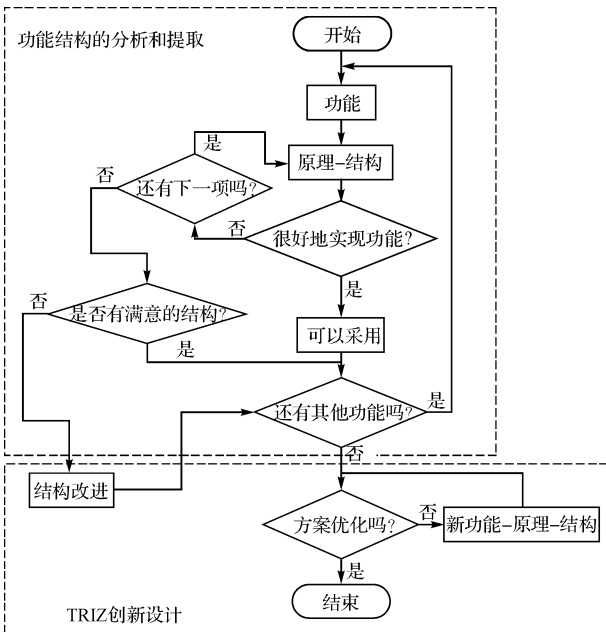 开始
功能结构的分析和提取
功能
是
原理-结构
否
还有下一项吗?
否
很好地实现功能?
是
否
是否有满意的结构?
可以采用
是
是
还有其他功能吗?
否
结构改进
否
方案优化吗?
新功能-原理-结构
是
结束
TRIZ创新设计